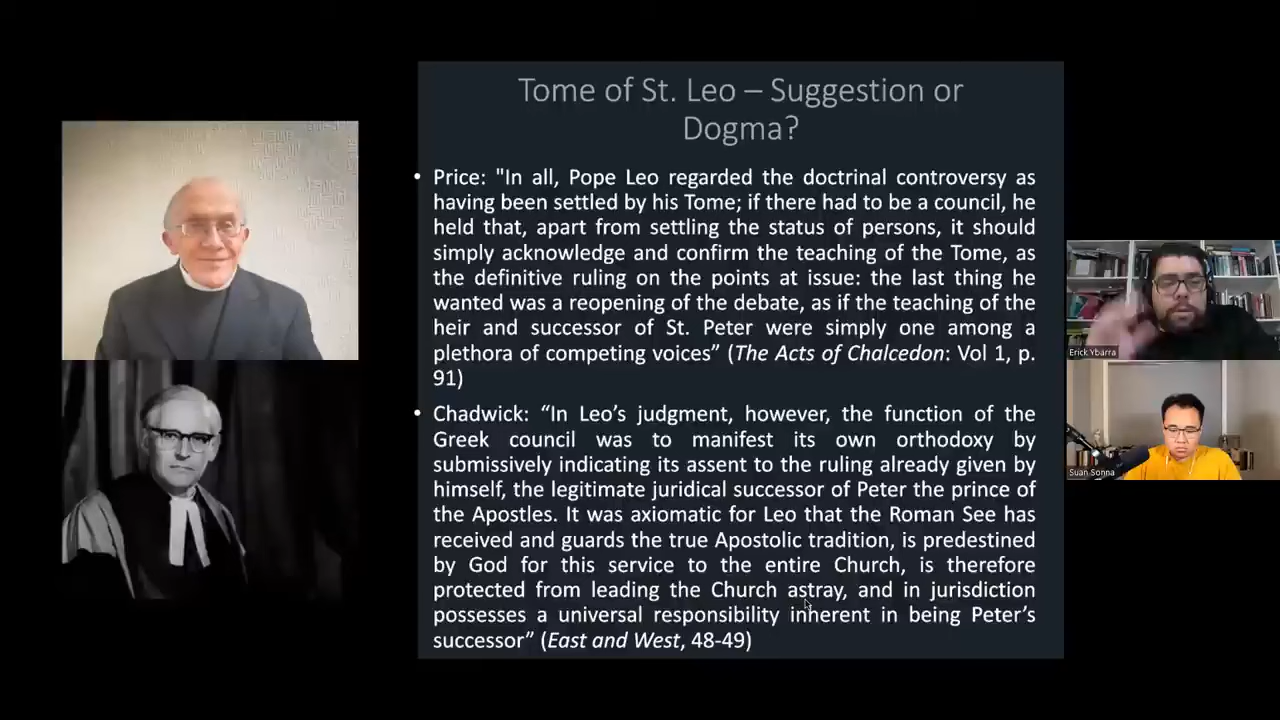 Tome of St. Leo – Suggestion or
Dogma?
• Price: "In all, Pope Leo regarded the doctrinal controversy as
having been settled by his Tome; if there had to be a council, he
held that, apart from settling the status of persons, it should
simply acknowledge and confirm the teaching of the Tome, as
the definitive ruling on the points at issue: the last thing he
wanted was a reopening of the debate, as if the teaching of the
heir and successor of St. Peter were simply one among a
plethora of competing voices” (The Acts of Chalcedon: Vol 1, p.
91)
• Chadwick: “In Leo’s judgment, however, the function of the
Greek council was to manifest its own orthodoxy by
submissively indicating its assent to the ruling already given by
himself, the legitimate juridical successor of Peter the prince of
the Apostles. It was axiomatic for Leo that the Roman See has
received and guards the true Apostolic tradition, is predestined
by God for this service to the entire Church, is therefore
protected from leading the Church astray, and in jurisdiction
possesses a universal responsibility inherent in being Peter’s
successor” (East and West, 48-49)
Erick Ybarra
Suan Sonna